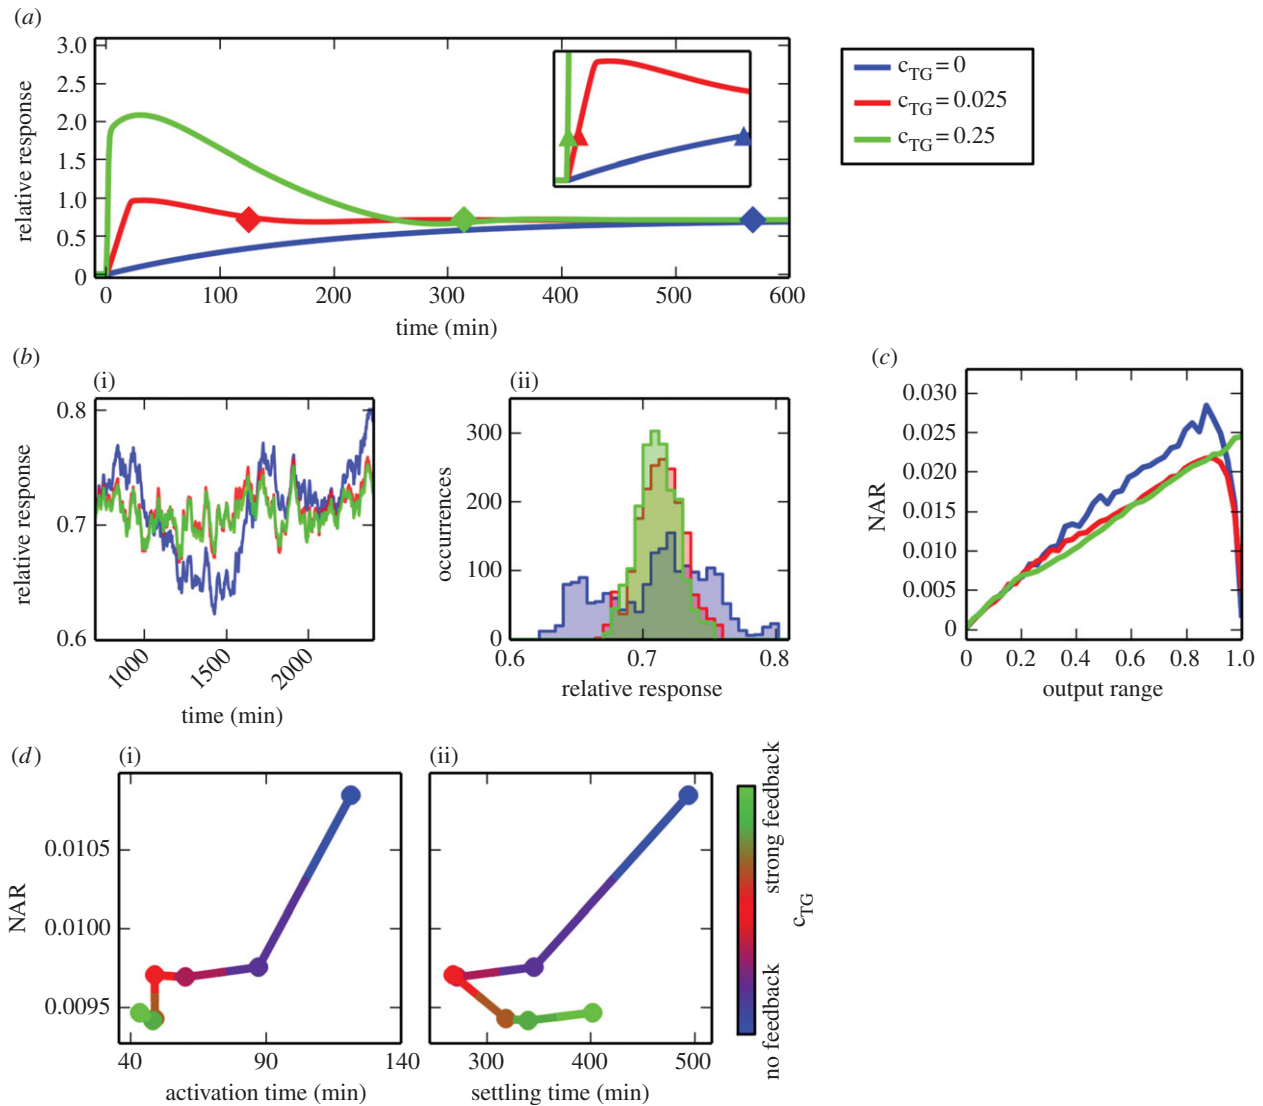 (a)
relative response
3.0
2.5
2.0
1.5
1.0
0.5
0
0 100 200 300 400 500 600
time (min)
cTG = 0
cTG = 0.025
cTG = 0.25
(b)
(i)
relative response
0.8
0.7
0.6
1000 1500 2000
time (min)
(ii)
occurrences
300
200
100
0
0.6 0.7 0.8
relative response
(c)
NAR
0.030
0.025
0.020
0.015
0.010
0.005
0
0 0.2 0.4 0.6 0.8 1.0
output range
(d)
(i)
NAR
0.0105
0.0100
0.0095
40 90 140
activation time (min)
(ii)
300 400 500
settling time (min)
no feedback strong feedback
cTG